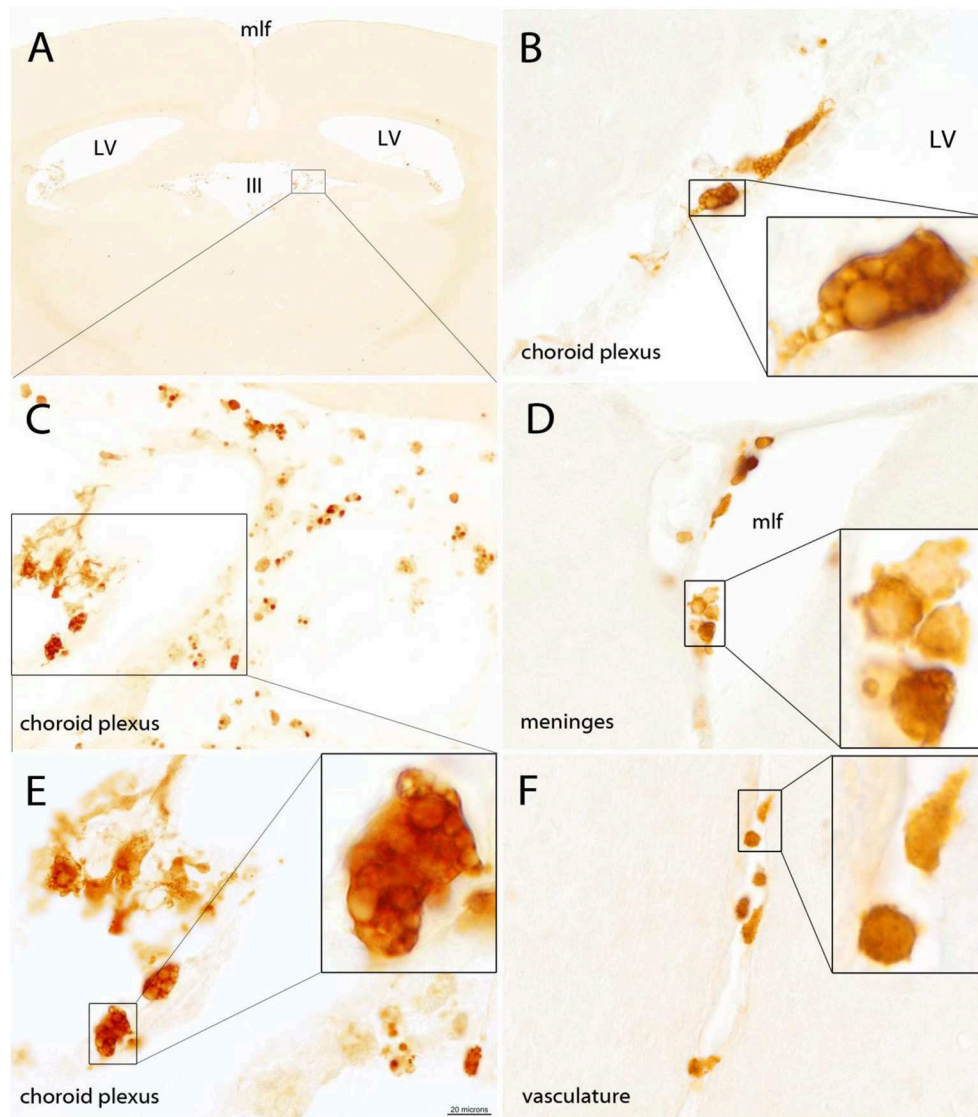 A
mlf
LV
LV
III
B
LV
choroid plexus
C
choroid plexus
D
mlf
meninges
E
choroid plexus
20 microns
F
vasculature